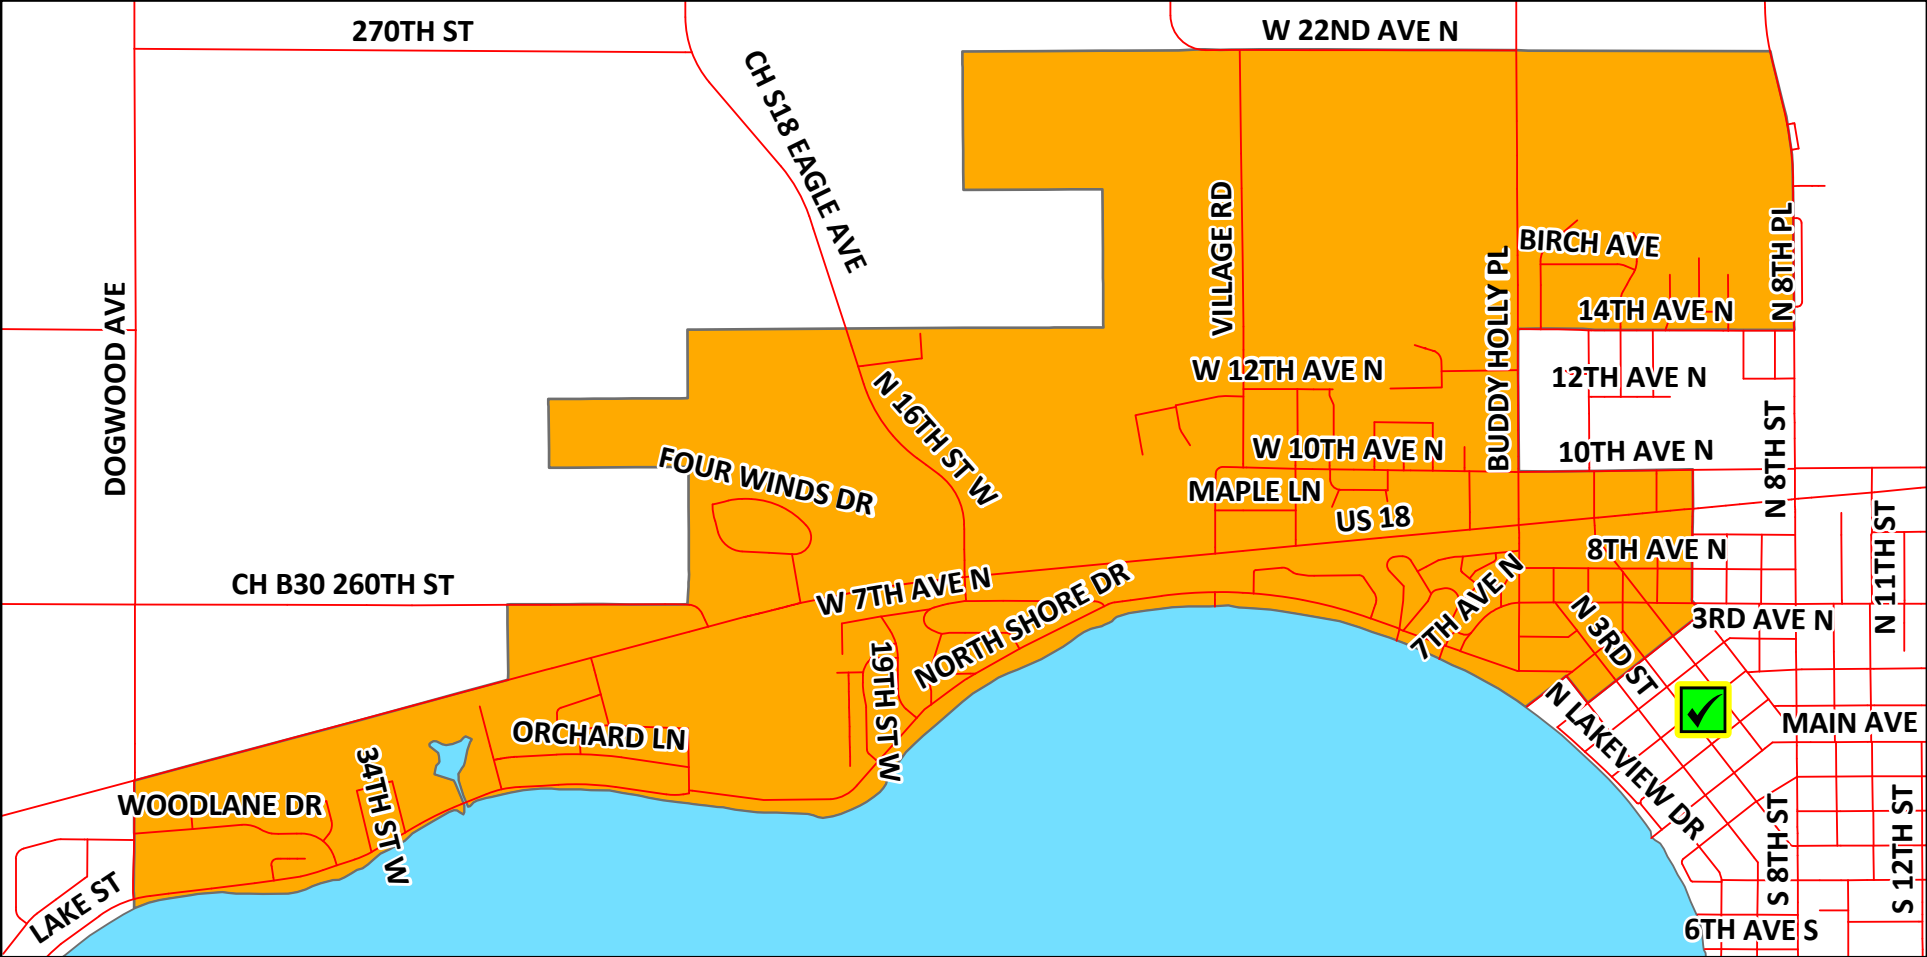 270TH ST
W 22ND AVE N
CH S18 EAGLE AVE
VILLAGE RD
BIRCH AVE
N 8TH PL
BUDDY HOLLY PL
14TH AVE N
DOGWOOD AVE
W 12TH AVE N
12TH AVE N
N 16TH ST W
N 8TH ST
W 10TH AVE N
10TH AVE N
FOUR WINDS DR
MAPLE LN
US 18
N 11TH ST
8TH AVE N
CH B30 260TH ST
W 7TH AVE N
NORTH SHORE DR
7TH AVE N
N 3RD ST
3RD AVE N
19TH ST W
N LAKEVIEW DR
MAIN AVE
ORCHARD LN
34TH ST W
WOODLANE DR
S 8TH ST
S 12TH ST
LAKE ST
6TH AVE S